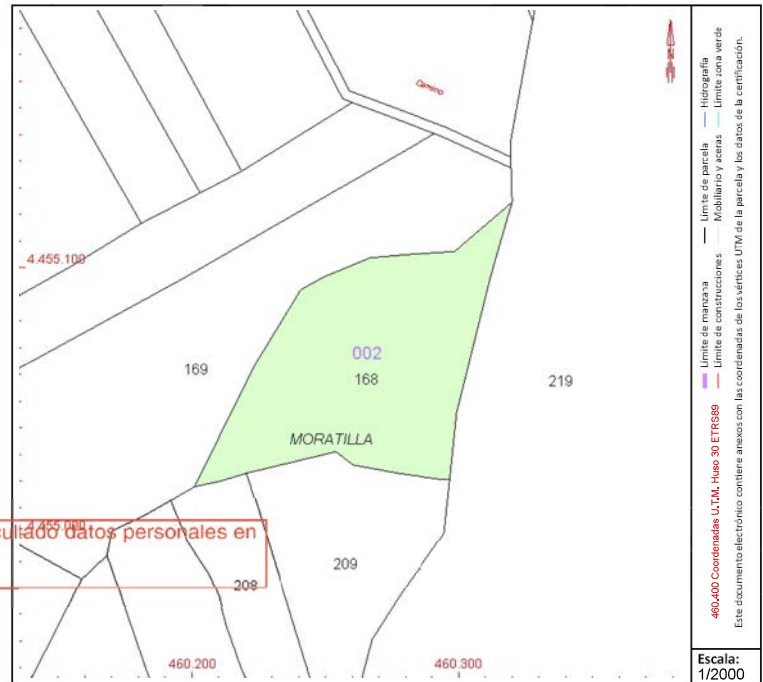 Camino
4.455.100
002
168
169
219
MORATILLA
4.455.000
ocultado datos personales en
208
209
460.200
460.300
Límite de manzana
Límite de parcela
Hidrografía
Límite de construcciones
Mobiliario y aceras
Límite zona verde
460,400 Coordenadas U.T.M. Huso 30 ETRS89
Este documento electrónico contiene anexos con las coordenadas de los vértices UTM de la parcela y los datos de la certificación.
Escala:
1/2000